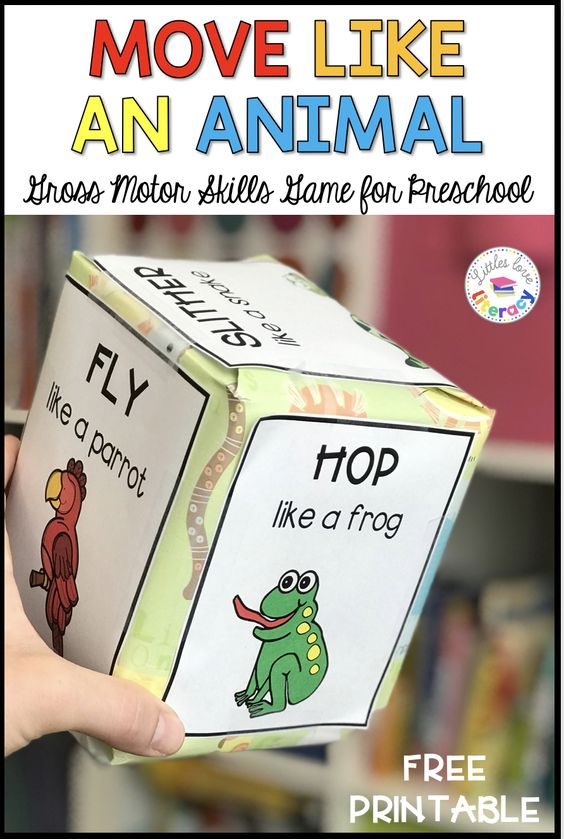 MOVE LIKE
AN ANIMAL
Gross Motor Skills Game for Preschool
Littles love
literacy
SLITHER
like a snake
FLY
like a parrot
HOP
like a frog
FREE
PRINTABLE